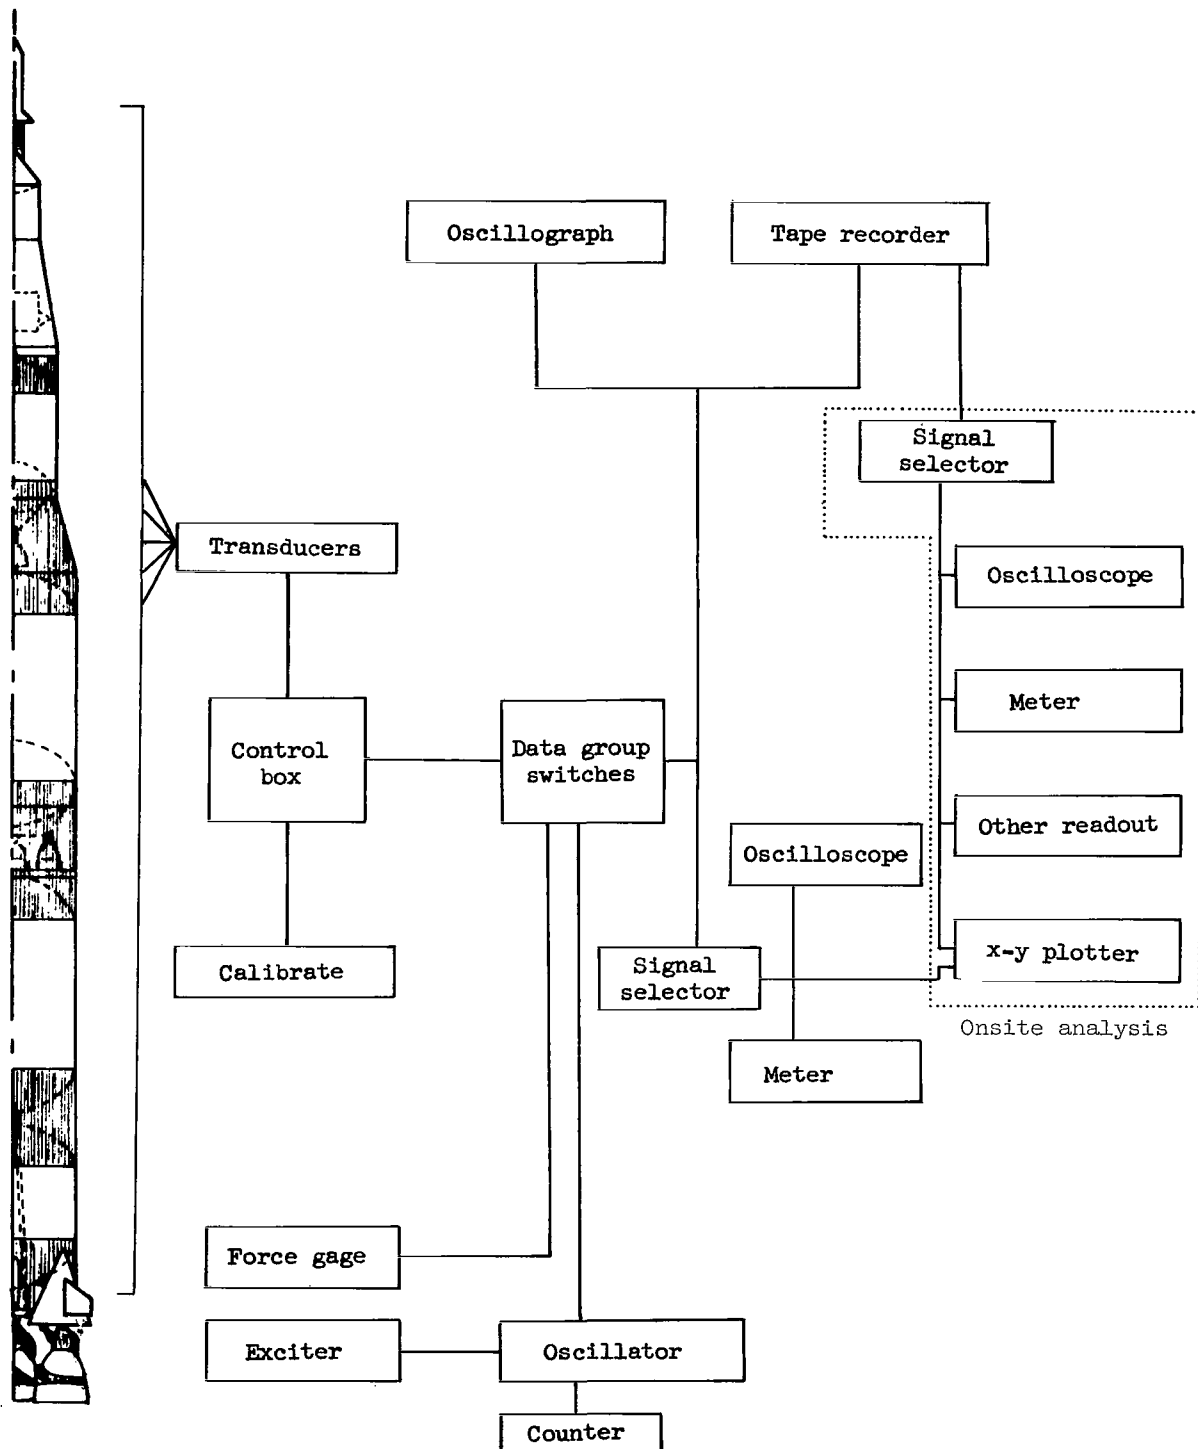 Oscillograph
Tape recorder
Signal
selector
Transducers
Oscilloscope
Meter
Control
box
Data group
switches
Other readout
Oscilloscope
Calibrate
Signal
selector
x-y plotter
Onsite analysis
Meter
Force gage
Exciter
Oscillator
Counter